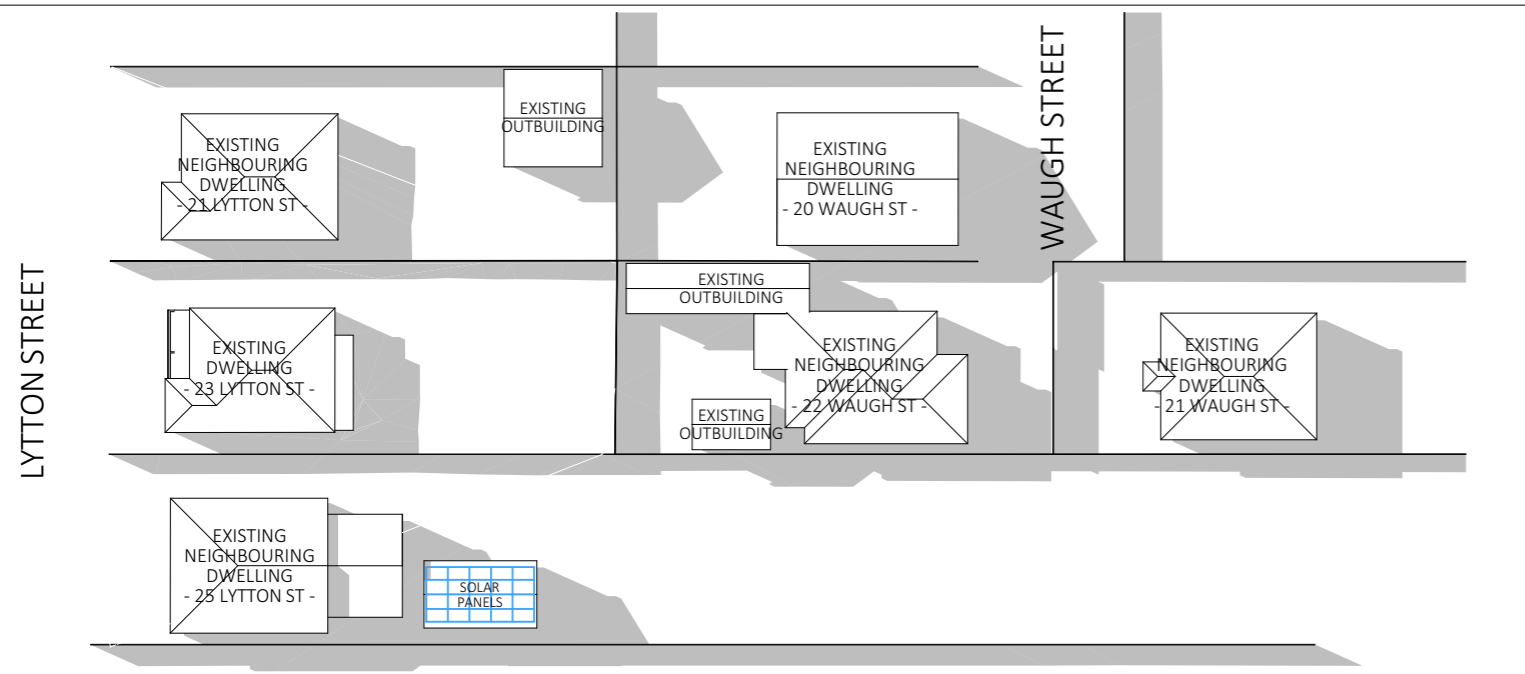 LYTTON STREET
WAUGH STREET
EXISTING
NEIGHBOURING
DWELLING
- 21 LYTTON ST -
EXISTING
OUTBUILDING
EXISTING
NEIGHBOURING
DWELLING
- 20 WAUGH ST -
EXISTING
OUTBUILDING
EXISTING
DWELLING
- 23 LYTTON ST -
EXISTING
NEIGHBOURING
DWELLING
- 22 WAUGH ST -
EXISTING
OUTBUILDING
EXISTING
NEIGHBOURING
DWELLING
- 21 WAUGH ST -
EXISTING
NEIGHBOURING
DWELLING
- 25 LYTTON ST -
SOLAR
PANELS